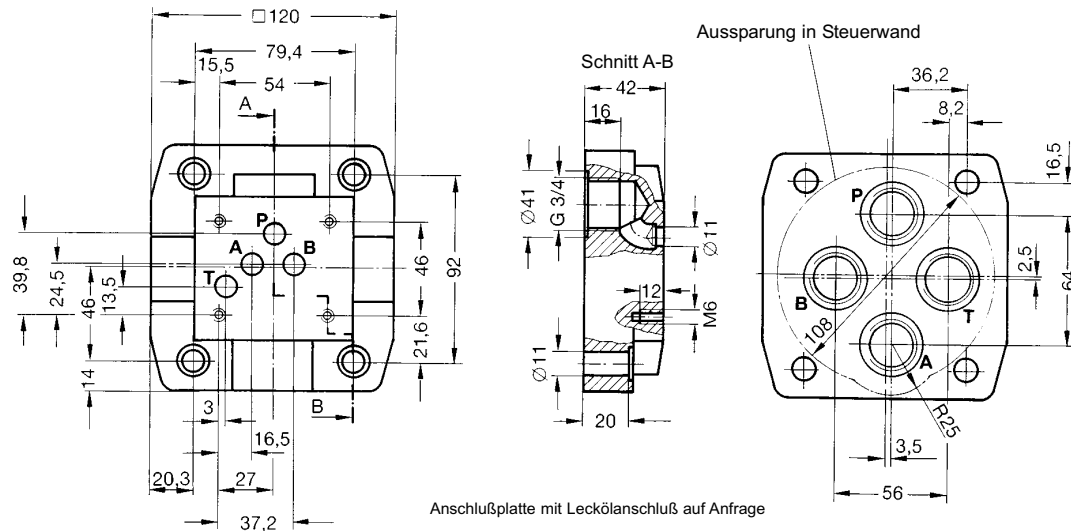 □120
79,4
15,5
54
A
P
A
B
T
39,8
24,5
46
13,5
14
46
92
21,6
3
B
16,5
20,3
27
37,2
Schnitt A-B
42
16
Ø41
G 3/4
Ø11
12
M6
Ø11
20
Aussparung in Steuerwand
36,2
8,2
16,5
P
B
T
A
108
2,5
64
R25
3,5
56
Anschlußplatte mit Leckölanschluß auf Anfrage